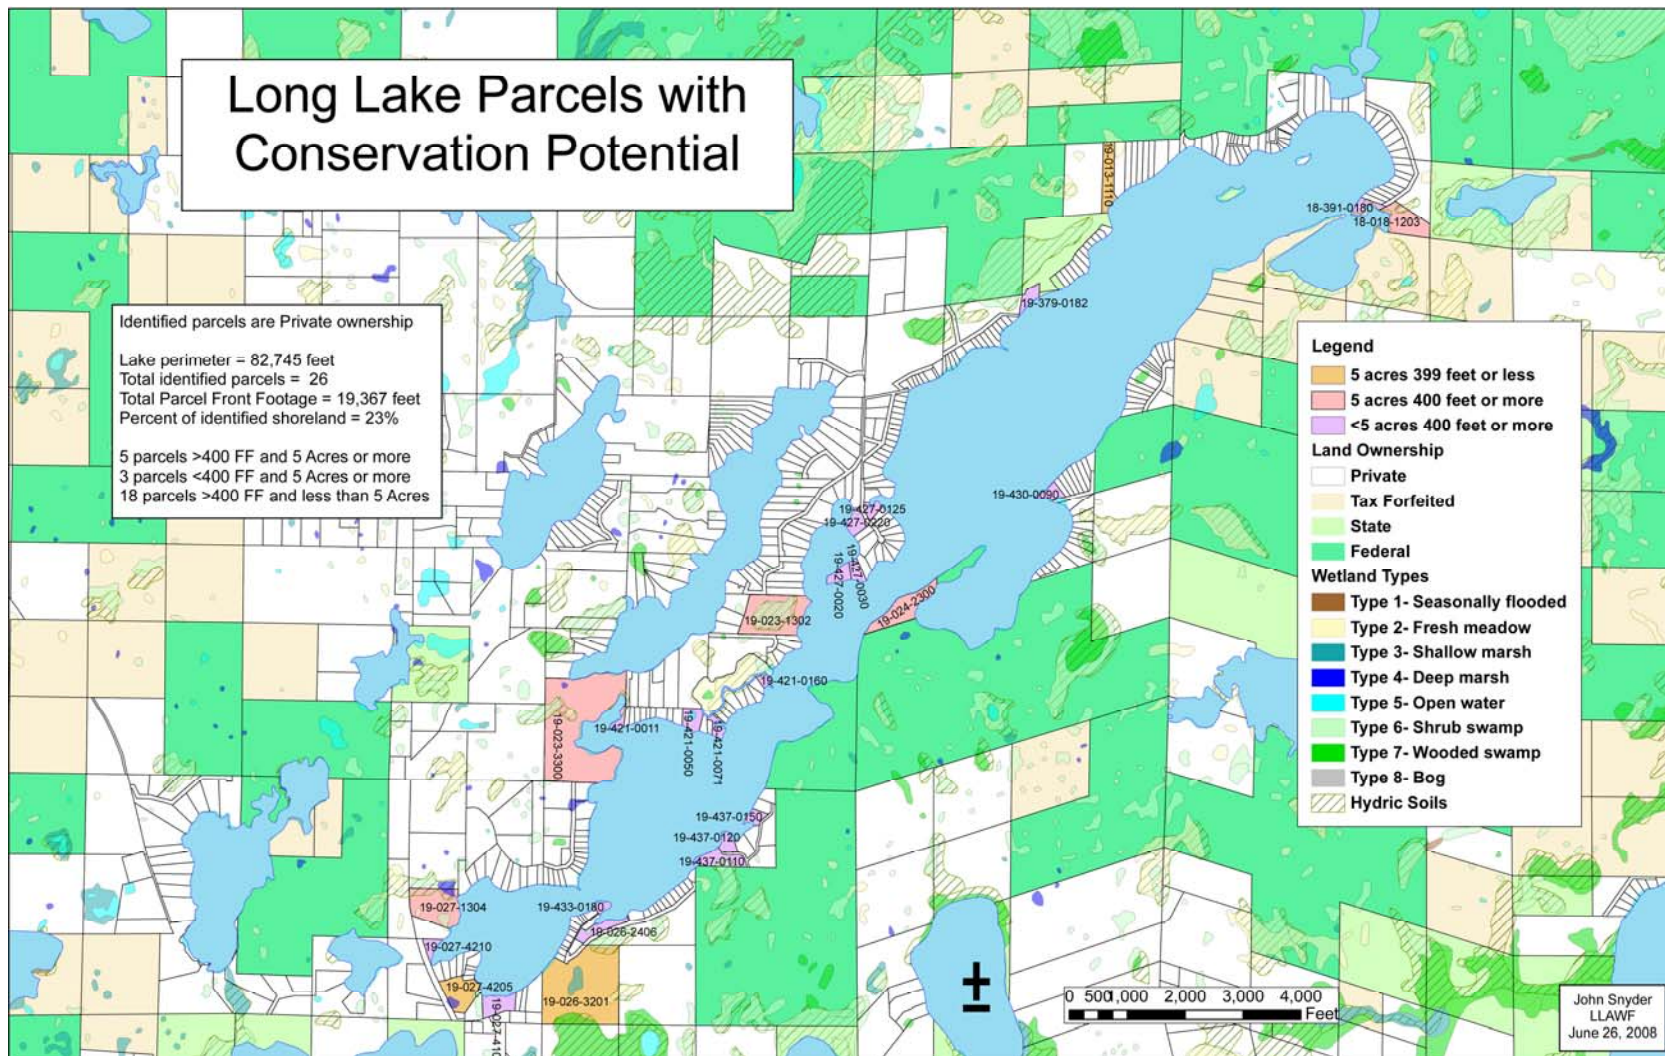 Long Lake Parcels with
Conservation Potential
Identified parcels are Private ownership
Lake perimeter = 82,745 feet
Total identified parcels = 26
Total Parcel Front Footage = 19,367 feet
Percent of identified shoreland = 23%
5 parcels >400 FF and 5 Acres or more
3 parcels <400 FF and 5 Acres or more
18 parcels >400 FF and less than 5 Acres
19-013-1110
18-391-0180
18-018-1203
19-379-0182
19-430-0090
19-427-0125
19-427-0220
19-427-0030
19-427-0020
19-024-2300
19-023-1302
19-421-0160
19-023-3300
19-421-0011
19-421-0050
19-421-0071
19-437-0150
19-437-0120
19-437-0110
19-027-1304
19-433-0180
19-026-2406
19-027-4210
19-027-4205
19-026-3201
19-027-410
Legend
5 acres 399 feet or less
5 acres 400 feet or more
<5 acres 400 feet or more
Land Ownership
Private
Tax Forfeited
State
Federal
Wetland Types
Type 1- Seasonally flooded
Type 2- Fresh meadow
Type 3- Shallow marsh
Type 4- Deep marsh
Type 5- Open water
Type 6- Shrub swamp
Type 7- Wooded swamp
Type 8- Bog
Hydric Soils
0 500 1,000 2,000 3,000 4,000
Feet
John Snyder
LLAWF
June 26, 2008